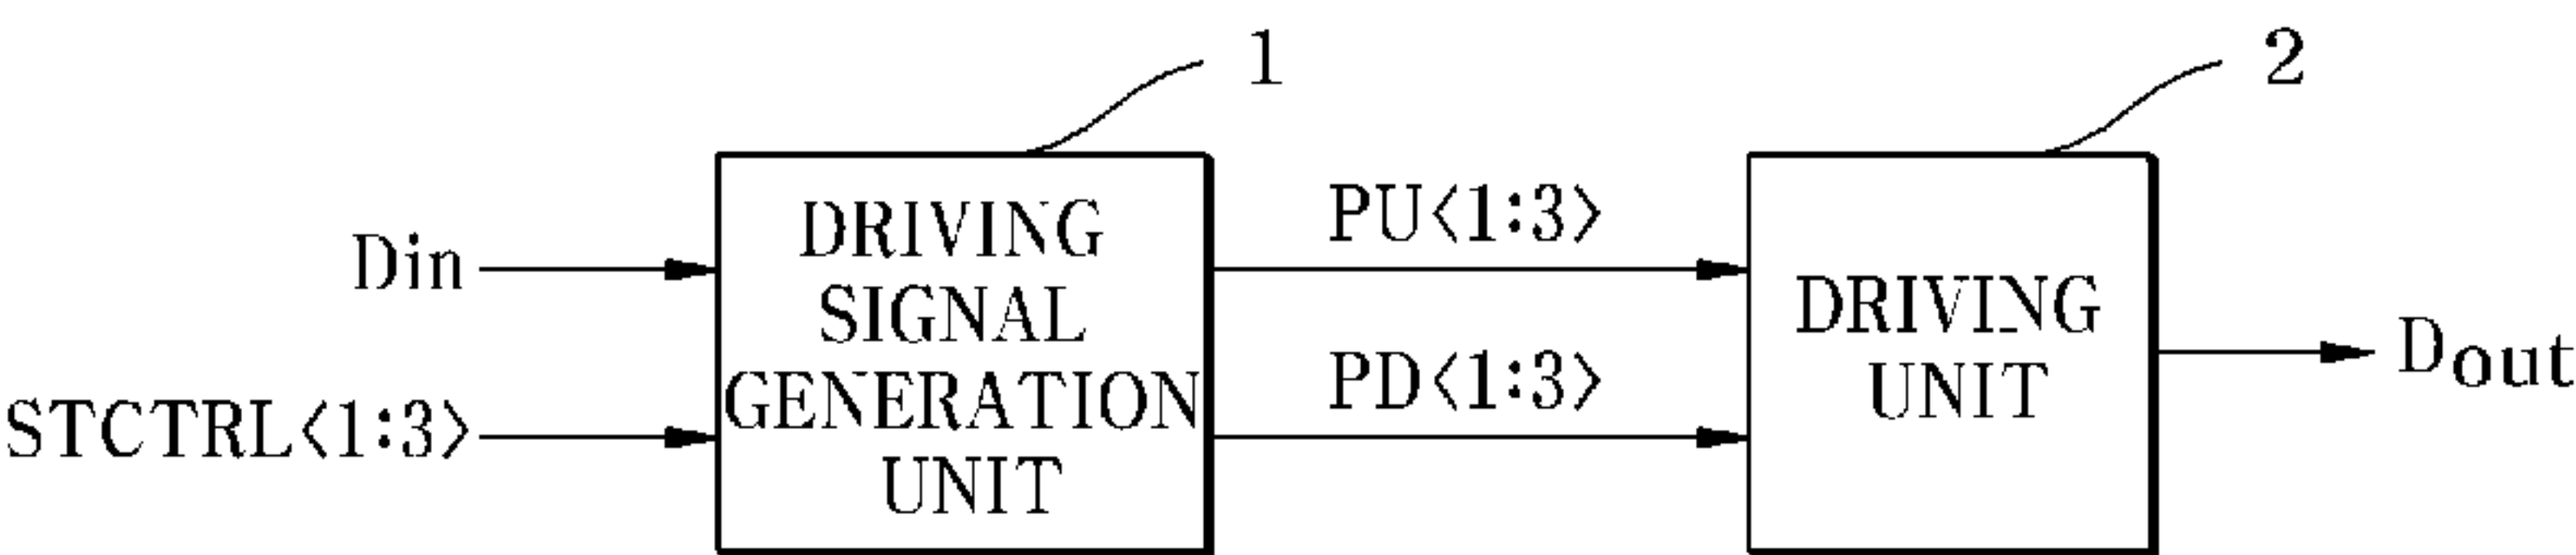 1
2
Din
STCTRL<1:3>
DRIVING
SIGNAL
GENERATION
UNIT
PU<1:3>
PD<1:3>
DRIVING
UNIT
Dout